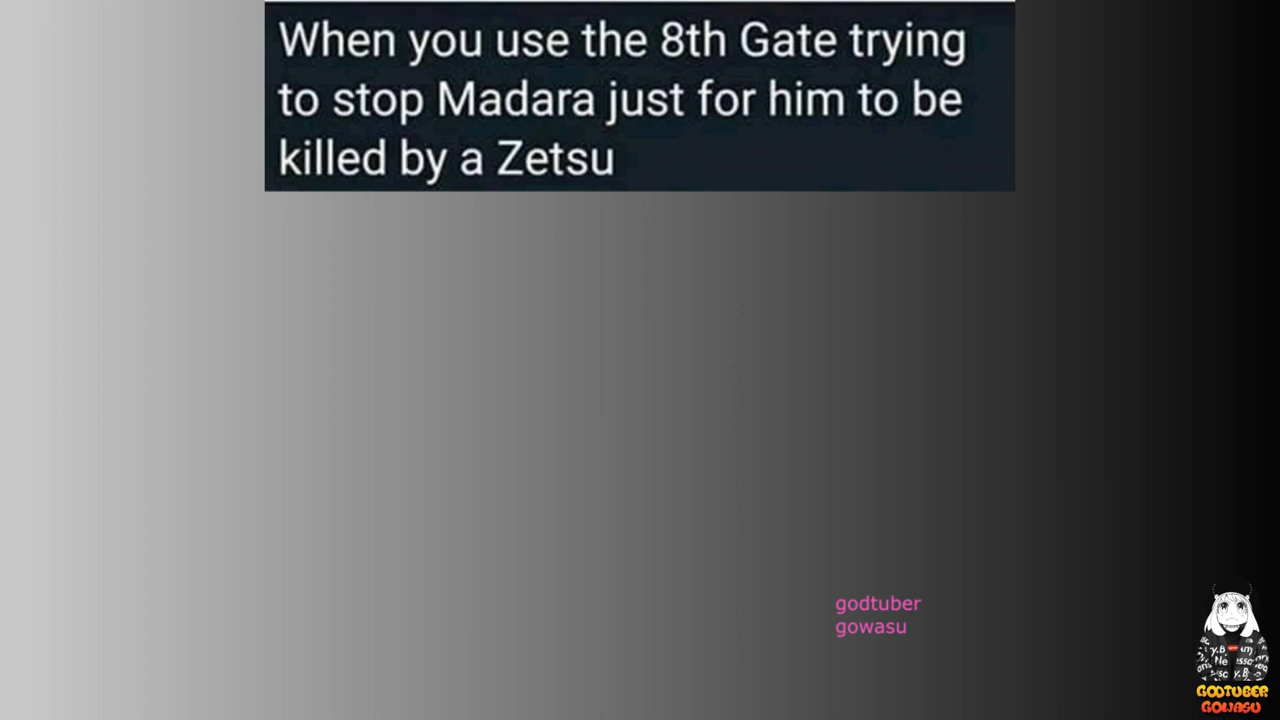 When you use the 8th Gate trying
to stop Madara just for him to be
killed by a Zetsu
godtuber
gowasu
GODTUBER
GOWASU